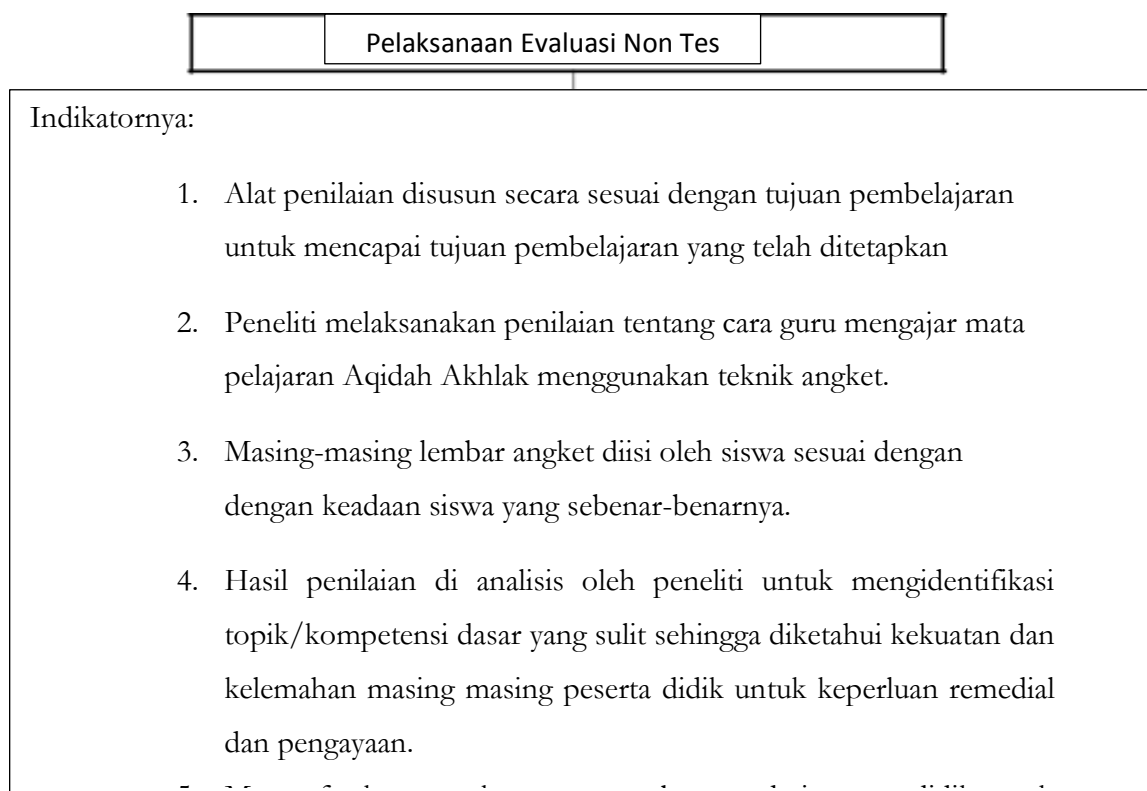 Pelaksanaan Evaluasi Non Tes
Indikatornya:
1. Alat penilaian disusun secara sesuai dengan tujuan pembelajaran
untuk mencapai tujuan pembelajaran yang telah ditetapkan
2. Peneliti melaksanakan penilaian tentang cara guru mengajar mata
pelajaran Aqidah Akhlak menggunakan teknik angket.
3. Masing-masing lembar angket diisi oleh siswa sesuai dengan
dengan keadaan siswa yang sebenar-benarnya.
4. Hasil penilaian di analisis oleh peneliti untuk mengidentifikasi
topik/kompetensi dasar yang sulit sehingga diketahui kekuatan dan
kelemahan masing masing peserta didik untuk keperluan remedial
dan pengayaan.